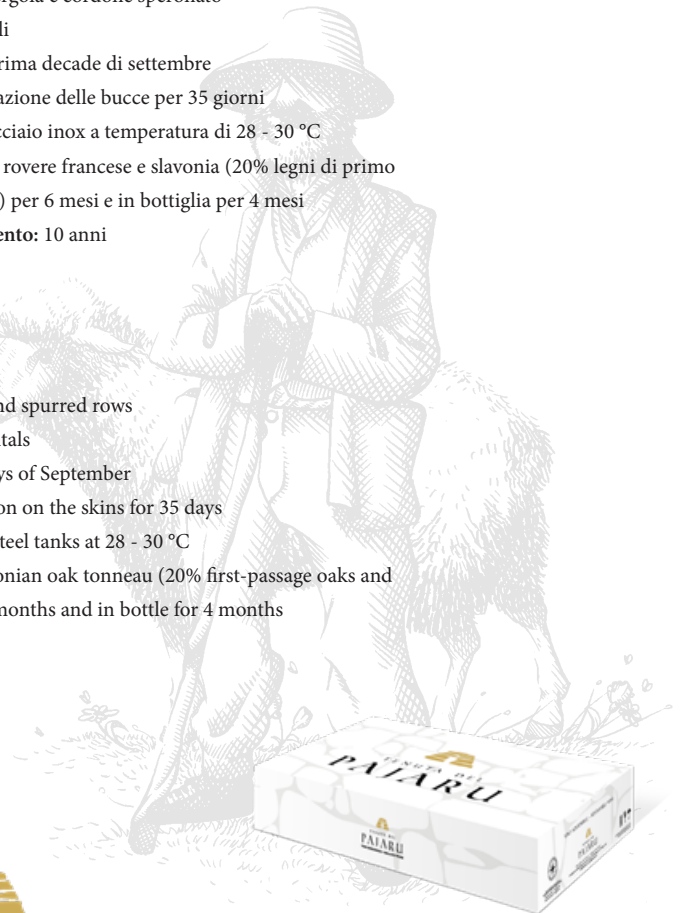 rgola e cordone speronato
li
rima decade di settembre
azione delle bucce per 35 giorni
cciaio inox a temperatura di 28 - 30 °C
rovere francese e slavonia (20% legni di primo
) per 6 mesi e in bottiglia per 4 mesi
ento: 10 anni
nd spurred rows
tals
ys of September
on on the skins for 35 days
teel tanks at 28 - 30 °C
onian oak tonneau (20% first-passage oaks and
months and in bottle for 4 months
TENUTA DEL
PAJARU
PAJARU
PAJARU